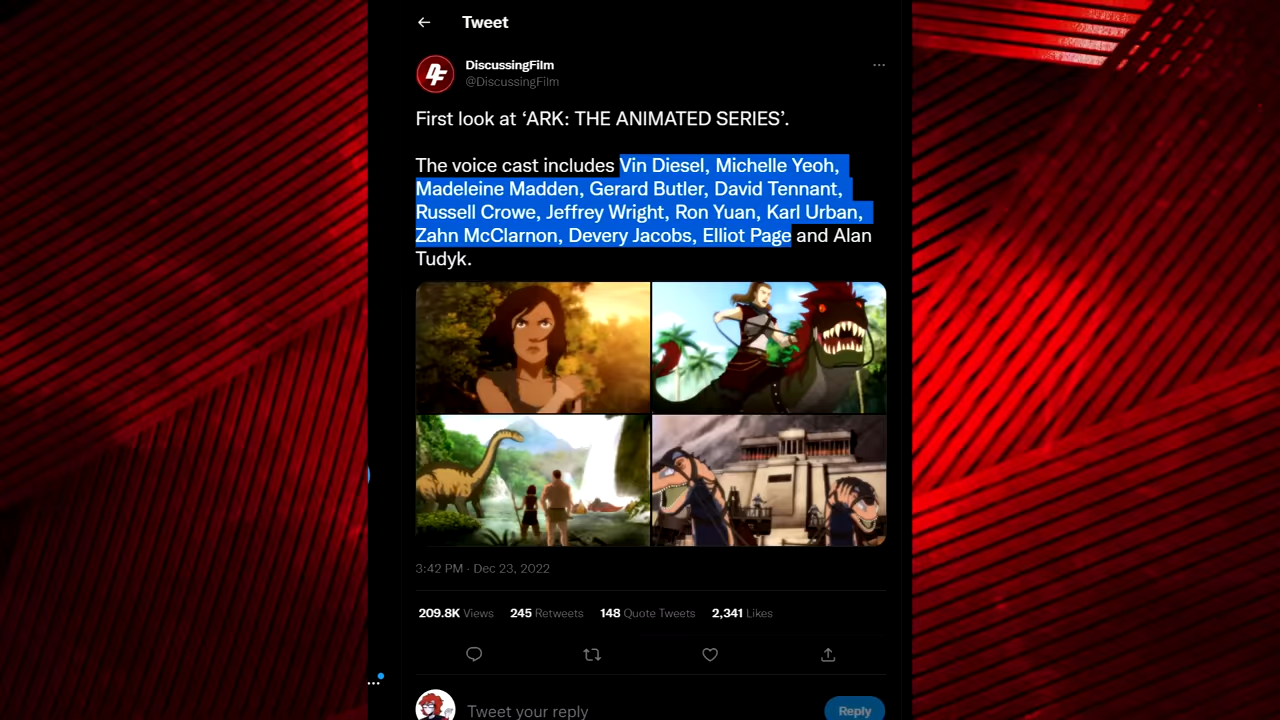 Tweet
DiscussingFilm
@DiscussingFilm
First look at ‘ARK: THE ANIMATED SERIES’.
The voice cast includes Vin Diesel, Michelle Yeoh,
Madeleine Madden, Gerard Butler, David Tennant,
Russell Crowe, Jeffrey Wright, Ron Yuan, Karl Urban,
Zahn McClarnon, Devery Jacobs, Elliot Page and Alan
Tudyk.
3:42 PM · Dec 23, 2022
209.8K Views 245 Retweets 148 Quote Tweets 2,341 Likes
Tweet your reply
Reply